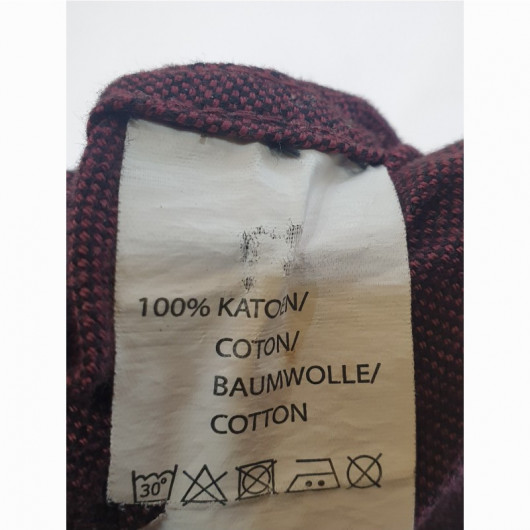 100% KATOEN/
COTON/
BAUMWOLLE/
COTTON
30°